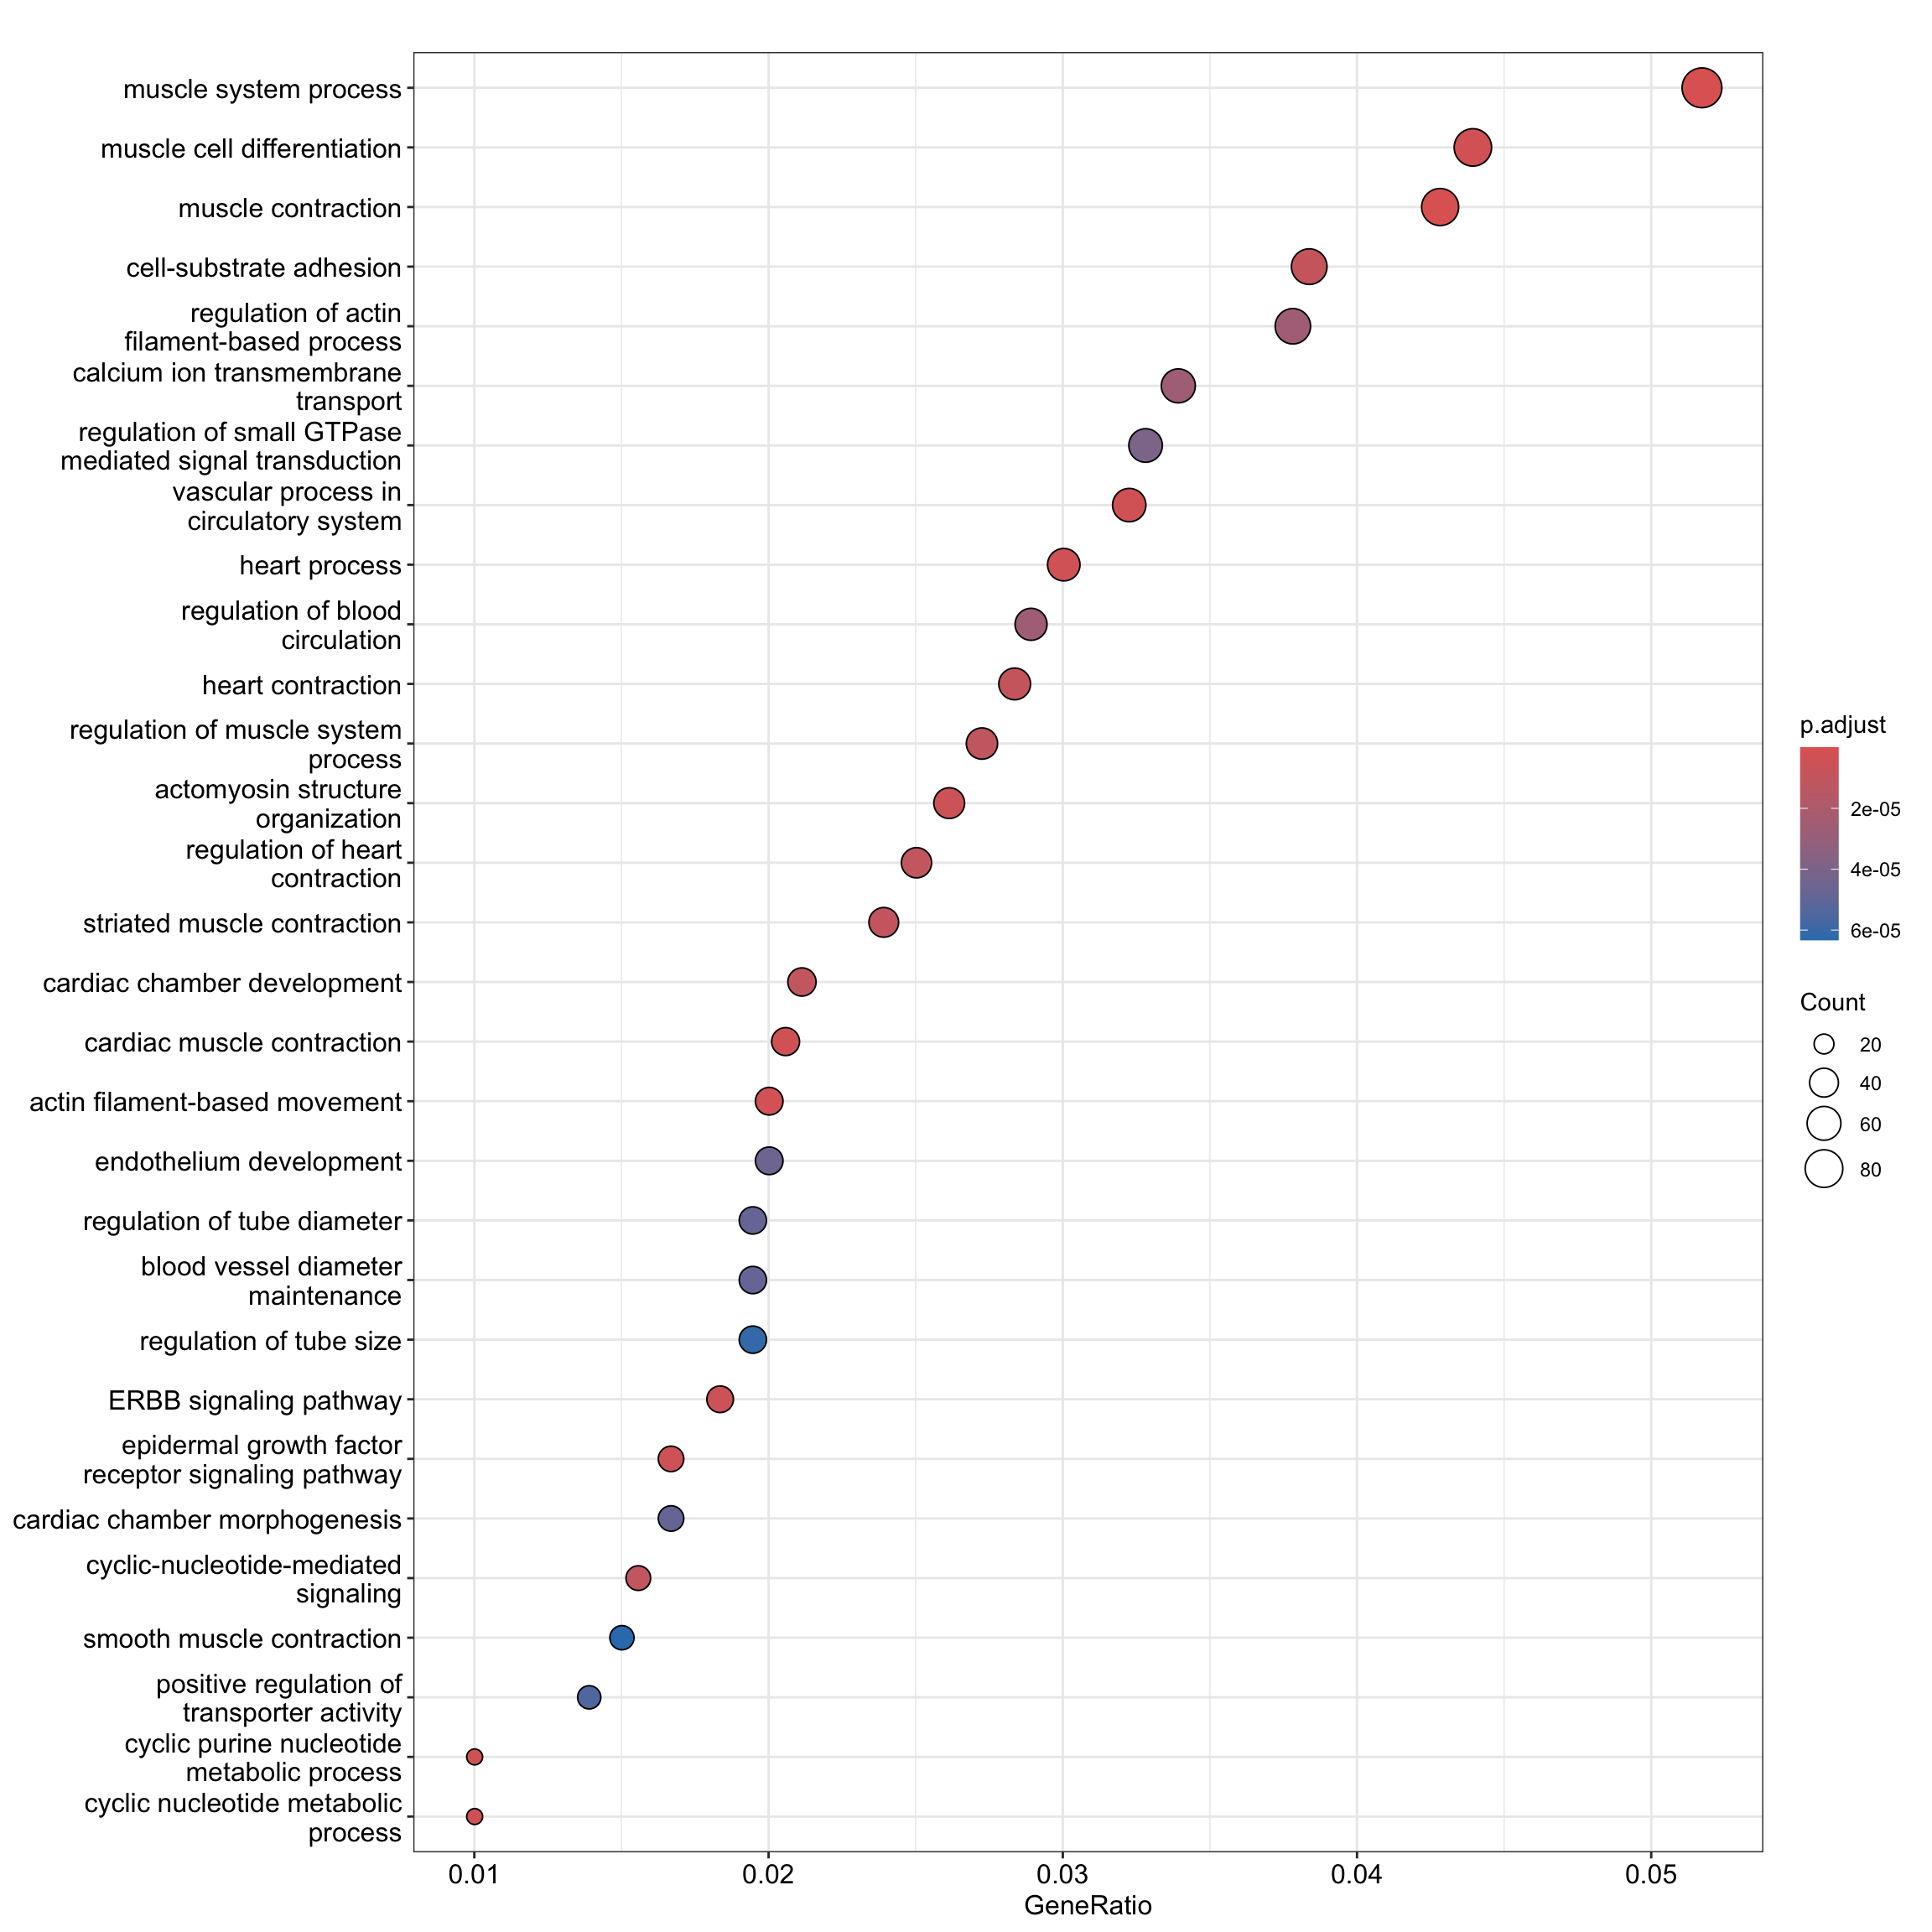 muscle system process
muscle cell differentiation
muscle contraction
cell-substrate adhesion
regulation of actin
filament-based process
calcium ion transmembrane
transport
regulation of small GTPase
mediated signal transduction
vascular process in
circulatory system
heart process
regulation of blood
circulation
heart contraction
regulation of muscle system
process
actomyosin structure
organization
regulation of heart
contraction
striated muscle contraction
cardiac chamber development
cardiac muscle contraction
actin filament-based movement
endothelium development
regulation of tube diameter
blood vessel diameter
maintenance
regulation of tube size
ERBB signaling pathway
epidermal growth factor
receptor signaling pathway
cardiac chamber morphogenesis
cyclic-nucleotide-mediated
signaling
smooth muscle contraction
positive regulation of
transporter activity
cyclic purine nucleotide
metabolic process
cyclic nucleotide metabolic
process
0.01 0.02 0.03 0.04 0.05
GeneRatio
p.adjust
2e-05
4e-05
6e-05
Count
20
40
60
80